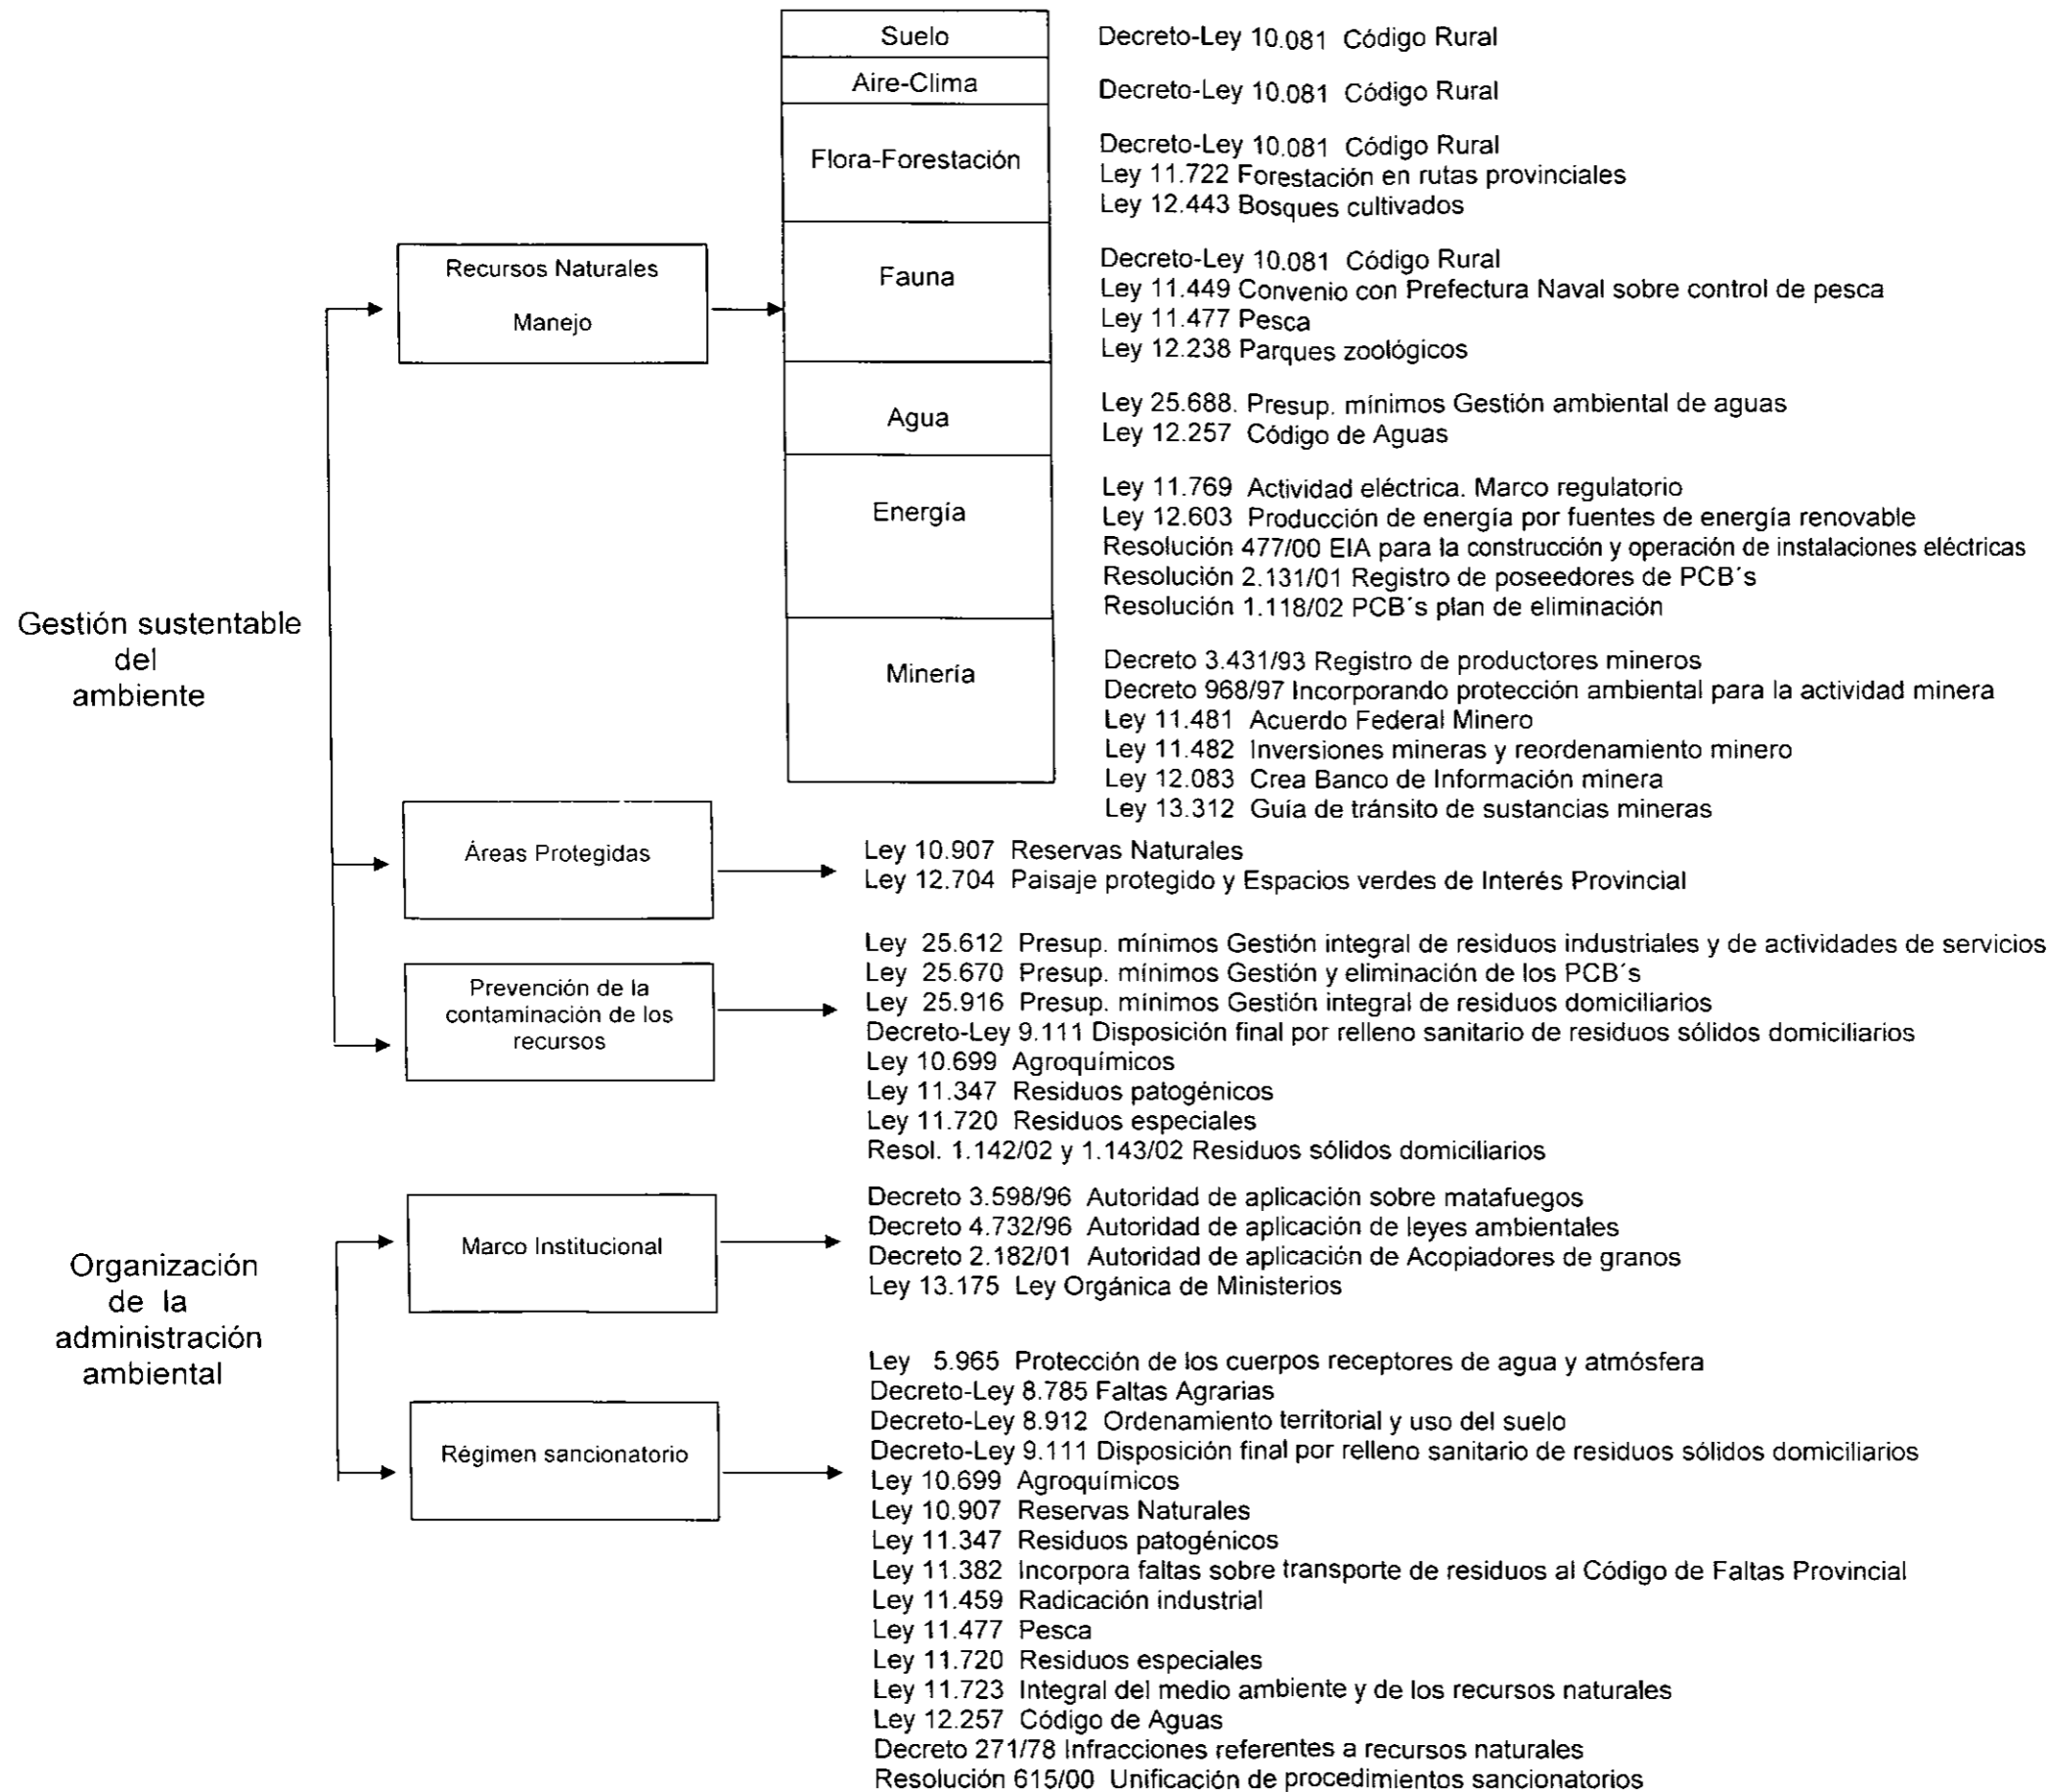 Gestión sustentable
del
ambiente
Recursos Naturales
Manejo
Suelo
Decreto-Ley 10.081 Código Rural
Aire-Clima
Decreto-Ley 10.081 Código Rural
Flora-Forestación
Decreto-Ley 10.081 Código Rural
Ley 11.722 Forestación en rutas provinciales
Ley 12.443 Bosques cultivados
Fauna
Decreto-Ley 10.081 Código Rural
Ley 11.449 Convenio con Prefectura Naval sobre control de pesca
Ley 11.477 Pesca
Ley 12.238 Parques zoológicos
Agua
Ley 25.688. Presup. mínimos Gestión ambiental de aguas
Ley 12.257 Código de Aguas
Energía
Ley 11.769 Actividad eléctrica. Marco regulatorio
Ley 12.603 Producción de energía por fuentes de energía renovable
Resolución 477/00 EIA para la construcción y operación de instalaciones eléctricas
Resolución 2.131/01 Registro de poseedores de PCB´s
Resolución 1.118/02 PCB´s plan de eliminación
Minería
Decreto 3.431/93 Registro de productores mineros
Decreto 968/97 Incorporando protección ambiental para la actividad minera
Ley 11.481 Acuerdo Federal Minero
Ley 11.482 Inversiones mineras y reordenamiento minero
Ley 12.083 Crea Banco de Información minera
Ley 13.312 Guía de tránsito de sustancias mineras
Áreas Protegidas
Ley 10.907 Reservas Naturales
Ley 12.704 Paisaje protegido y Espacios verdes de Interés Provincial
Prevención de la
contaminación de los
recursos
Ley 25.612 Presup. mínimos Gestión integral de residuos industriales y de actividades de servicios
Ley 25.670 Presup. mínimos Gestión y eliminación de los PCB´s
Ley 25.916 Presup. mínimos Gestión integral de residuos domiciliarios
Decreto-Ley 9.111 Disposición final por relleno sanitario de residuos sólidos domiciliarios
Ley 10.699 Agroquímicos
Ley 11.347 Residuos patogénicos
Ley 11.720 Residuos especiales
Resol. 1.142/02 y 1.143/02 Residuos sólidos domiciliarios
Organización
de la
administración
ambiental
Marco Institucional
Decreto 3.598/96 Autoridad de aplicación sobre matafuegos
Decreto 4.732/96 Autoridad de aplicación de leyes ambientales
Decreto 2.182/01 Autoridad de aplicación de Acopiadores de granos
Ley 13.175 Ley Orgánica de Ministerios
Régimen sancionatorio
Ley 5.965 Protección de los cuerpos receptores de agua y atmósfera
Decreto-Ley 8.785 Faltas Agrarias
Decreto-Ley 8.912 Ordenamiento territorial y uso del suelo
Decreto-Ley 9.111 Disposición final por relleno sanitario de residuos sólidos domiciliarios
Ley 10.699 Agroquímicos
Ley 10.907 Reservas Naturales
Ley 11.347 Residuos patogénicos
Ley 11.382 Incorpora faltas sobre transporte de residuos al Código de Faltas Provincial
Ley 11.459 Radicación industrial
Ley 11.477 Pesca
Ley 11.720 Residuos especiales
Ley 11.723 Integral del medio ambiente y de los recursos naturales
Ley 12.257 Código de Aguas
Decreto 271/78 Infracciones referentes a recursos naturales
Resolución 615/00 Unificación de procedimientos sancionatorios